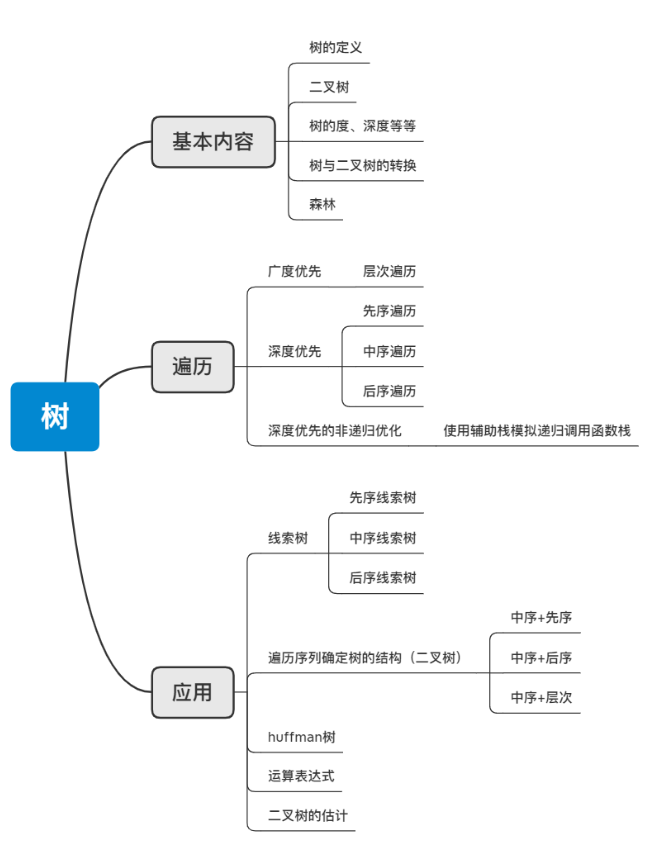 树
基本内容
树的定义
二叉树
树的度、深度等等
树与二叉树的转换
森林
遍历
广度优先
层次遍历
深度优先
先序遍历
中序遍历
后序遍历
深度优先的非递归优化
使用辅助栈模拟递归调用函数栈
应用
线索树
先序线索树
中序线索树
后序线索树
遍历序列确定树的结构（二叉树）
中序+先序
中序+后序
中序+层次
huffman树
运算表达式
二叉树的估计